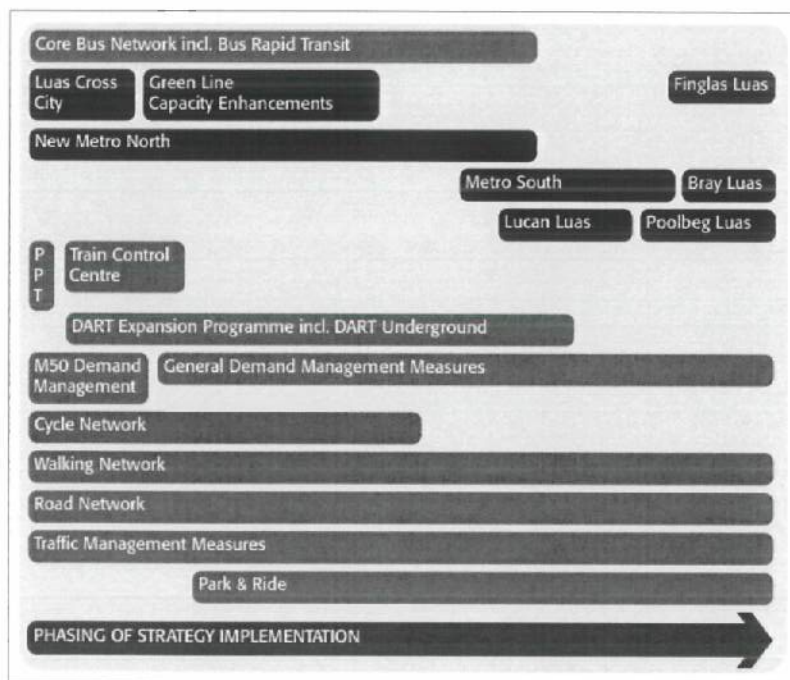 Core Bus Network incl. Bus Rapid Transit
Luas Cross
City
Green Line
Capacity Enhancements
Finglas Luas
New Metro North
Metro South
Bray Luas
Lucan Luas
Poolbeg Luas
P
P
T
Train Control
Centre
DART Expansion Programme incl. DART Underground
M50 Demand
Management
General Demand Management Measures
Cycle Network
Walking Network
Road Network
Traffic Management Measures
Park & Ride
PHASING OF STRATEGY IMPLEMENTATION